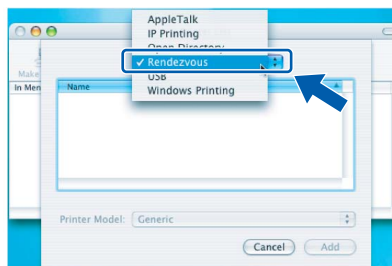 AppleTalk
IP Printing
Open Directory
✓ Rendezvous
USB
Windows Printing
Make
In Men
Name
Printer Model: Generic
Cancel Add